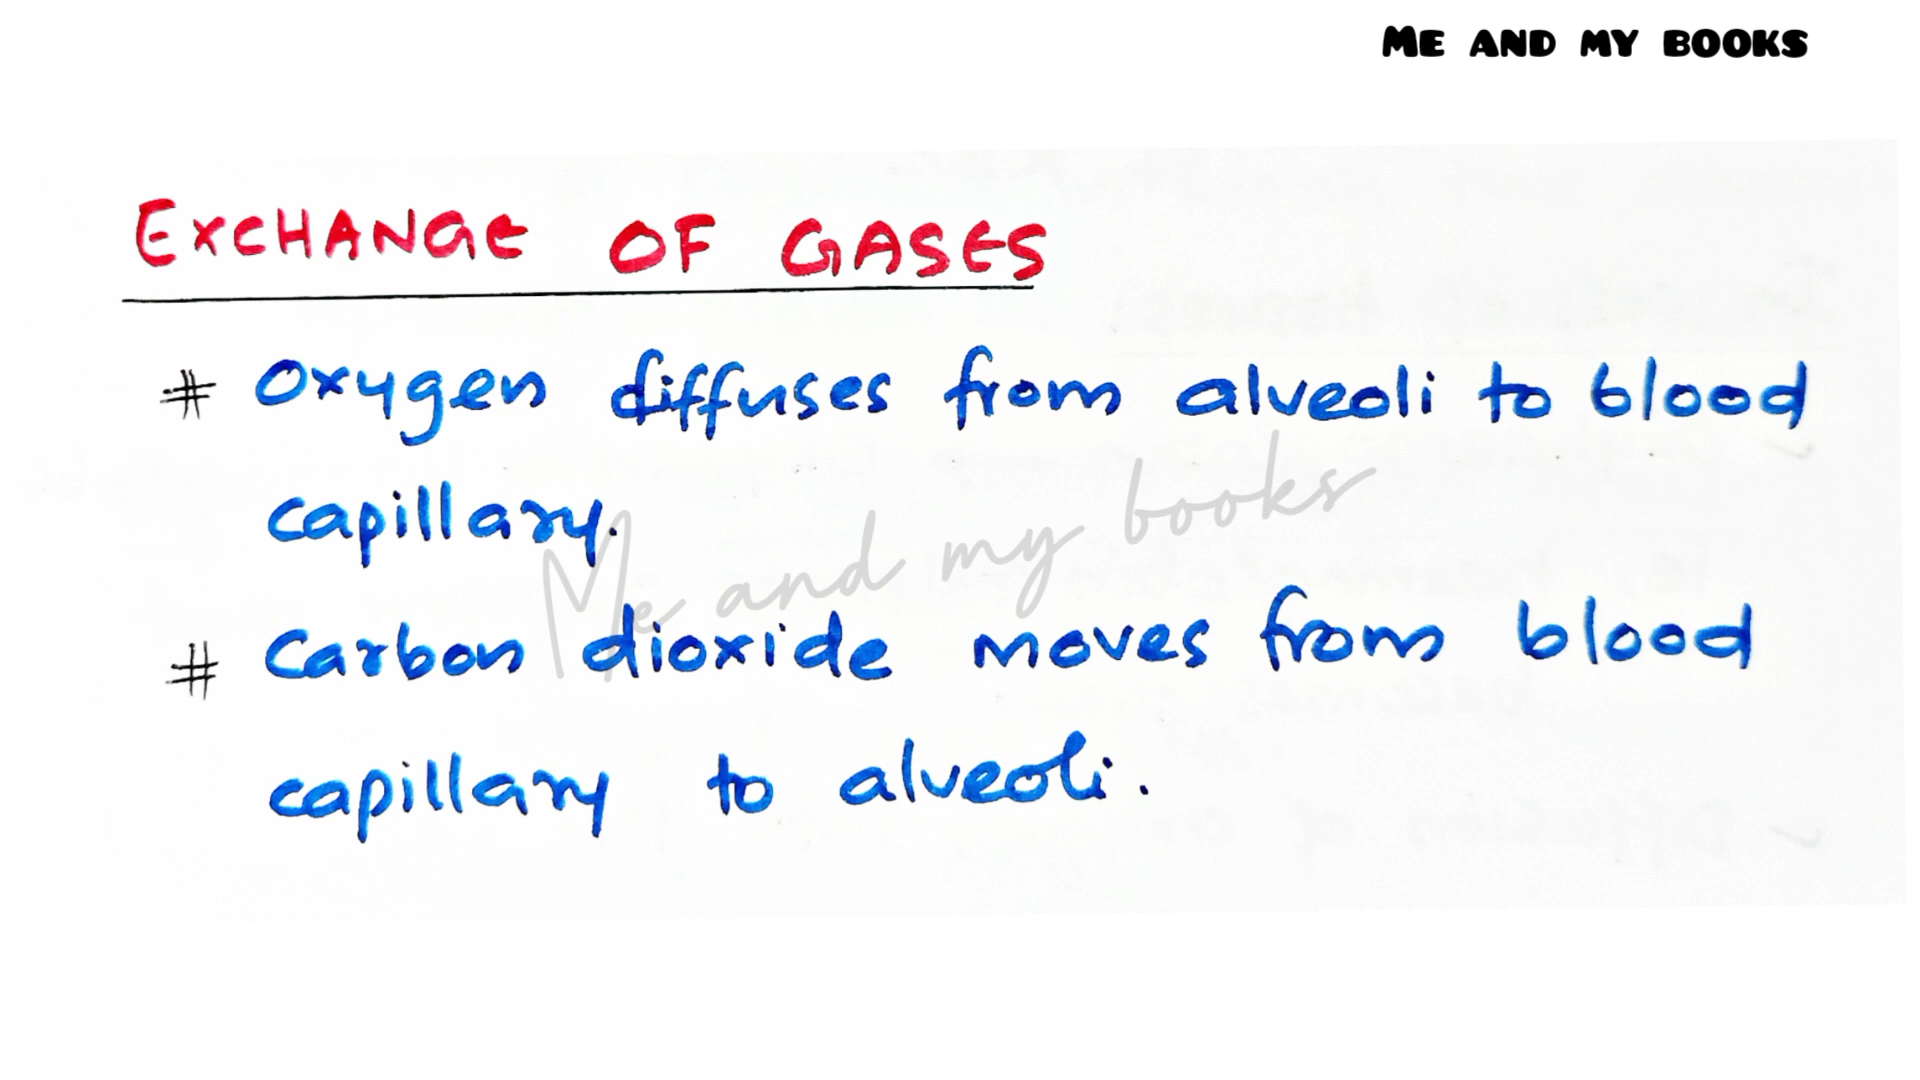 ME AND MY BOOKS
EXCHANGE OF GASES
# Oxygen diffuses from alveoli to blood
capillary.
Me and my books
# Carbon dioxide moves from blood
capillary to alveoli.